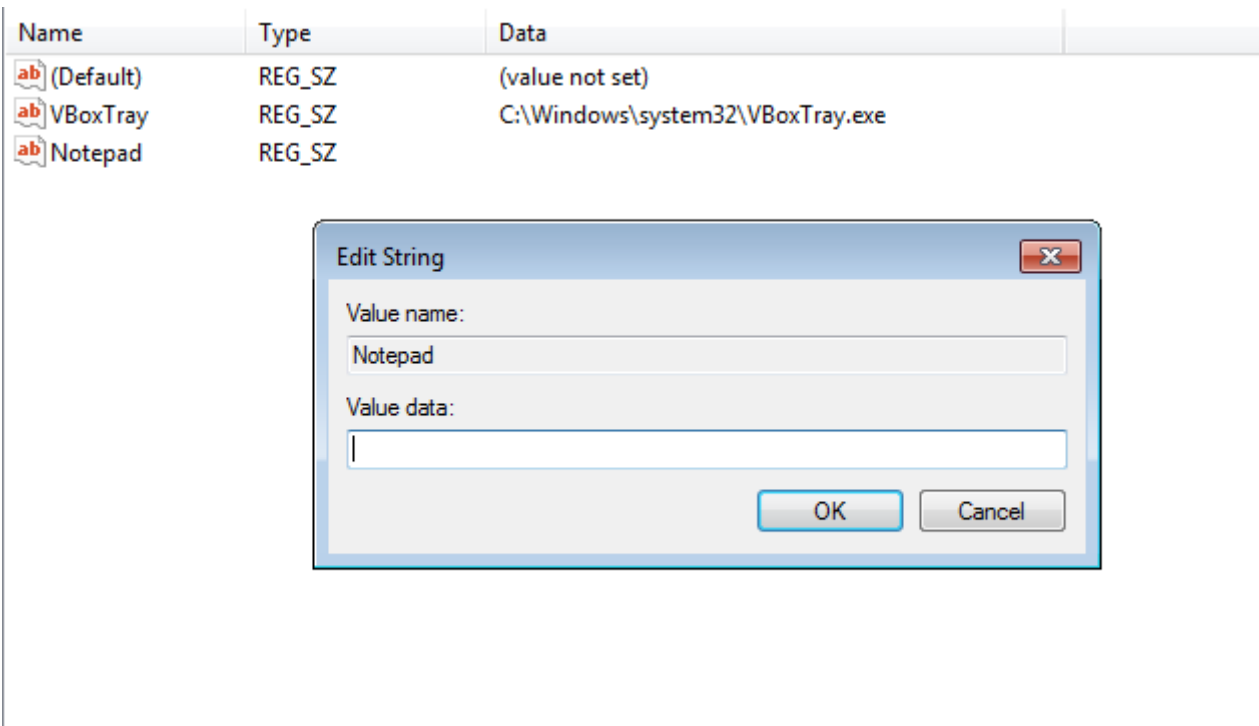 Name Type Data
(Default) REG_SZ (value not set)
VBoxTray REG_SZ C:\Windows\system32\VBoxTray.exe
Notepad REG_SZ
Edit String
Value name:
Notepad
Value data:
OK Cancel